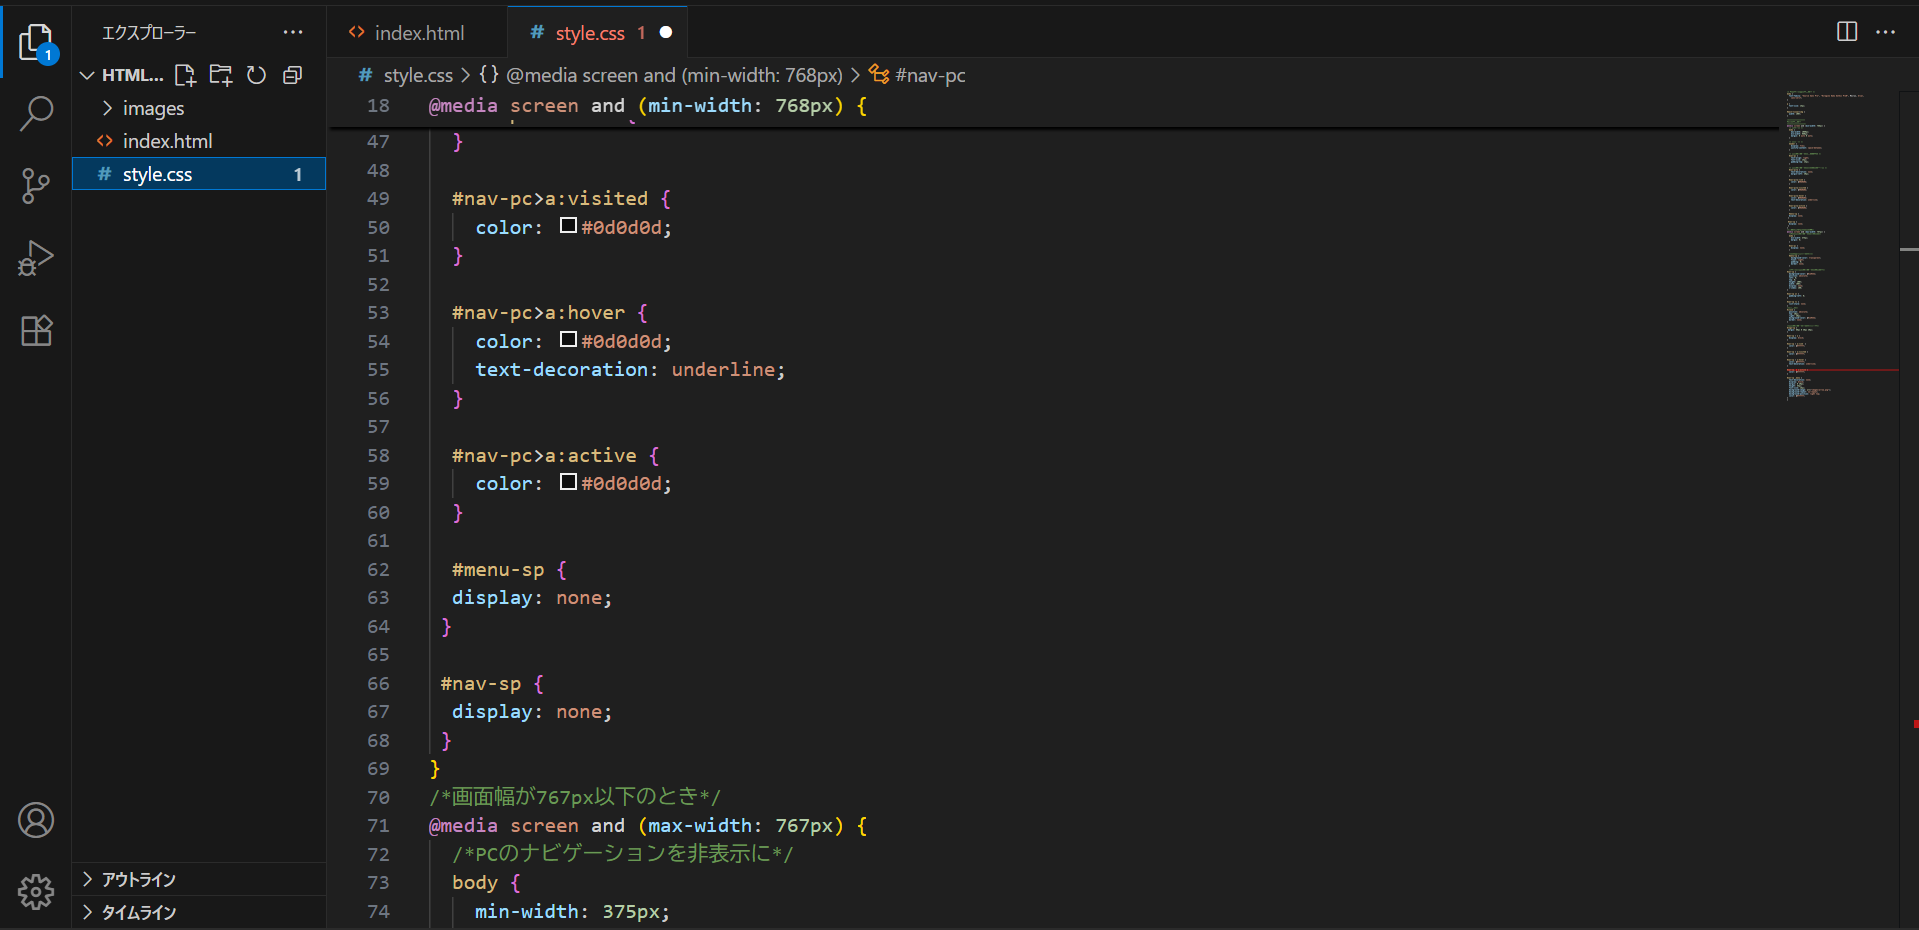 エクスプローラー
index.html
# style.css 1
HTML...
# style.css > {} @media screen and (min-width: 768px) > #nav-pc
images
index.html
# style.css 1
1
18 @media screen and (min-width: 768px) {
47 }
48
49 #nav-pc>a:visited {
50 color: #0d0d0d;
51 }
52
53 #nav-pc>a:hover {
54 color: #0d0d0d;
55 text-decoration: underline;
56 }
57
58 #nav-pc>a:active {
59 color: #0d0d0d;
60 }
61
62 #menu-sp {
63 display: none;
64 }
65
66 #nav-sp {
67 display: none;
68 }
69 }
70 /*画面幅が767px以下のとき*/
71 @media screen and (max-width: 767px) {
72 /*PCのナビゲーションを非表示に*/
73 body {
74 min-width: 375px;
アウトライン
タイムライン